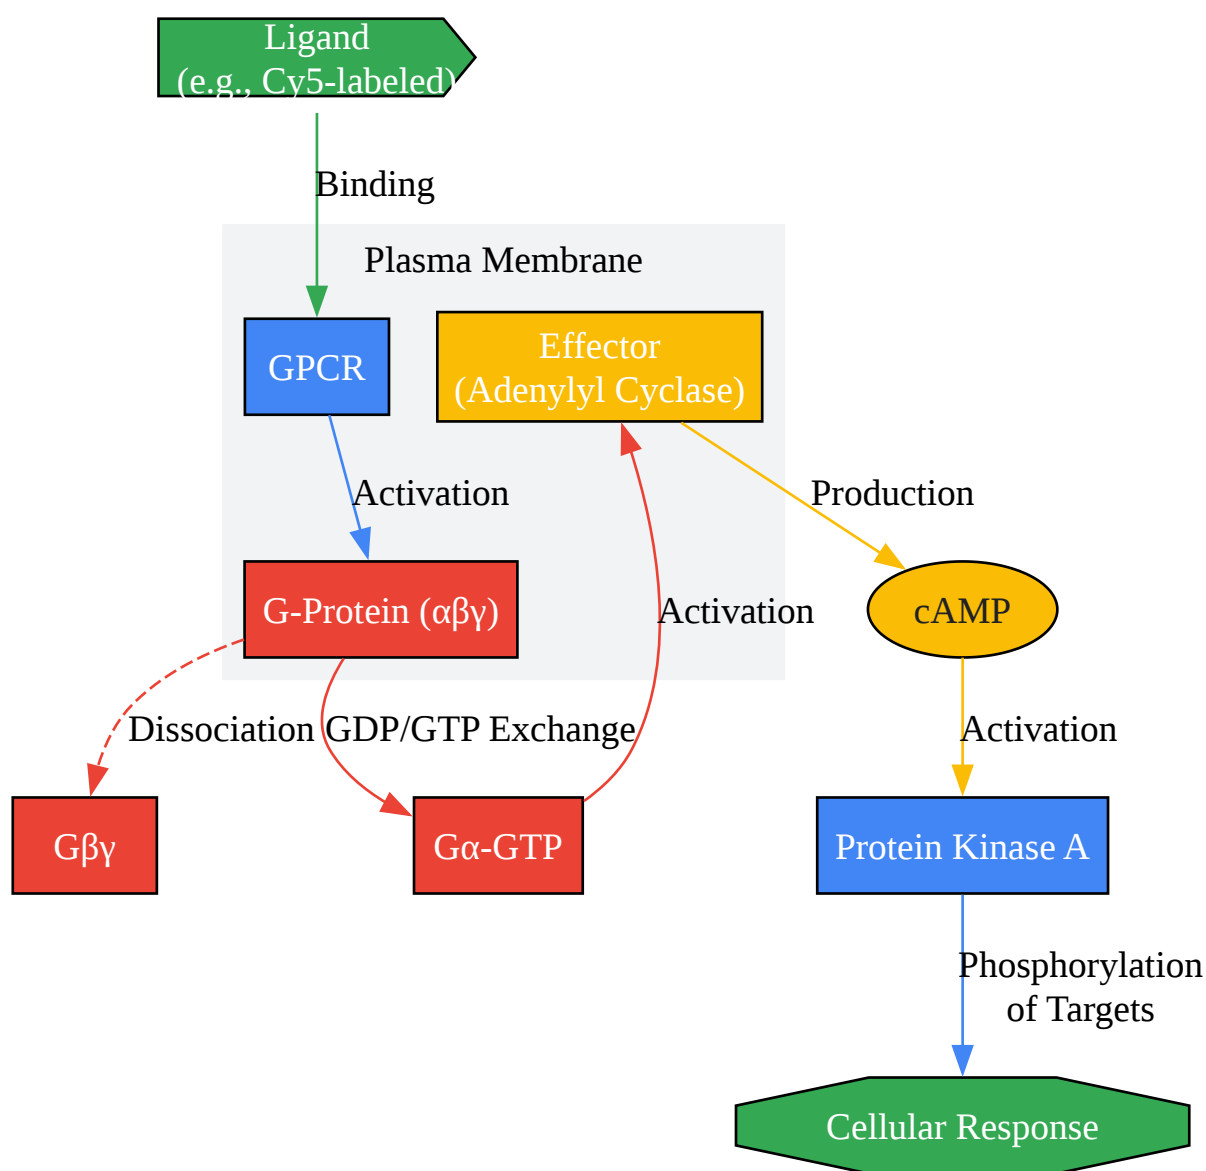 Ligand
(e.g., Cy5-labeled)
Binding
Plasma Membrane
GPCR
Effector
(Adenylyl Cyclase)
Activation
Production
G-Protein (αβγ)
Activation
cAMP
Dissociation
GDP/GTP Exchange
Activation
Gβγ
Gα-GTP
Protein Kinase A
Phosphorylation
of Targets
Cellular Response